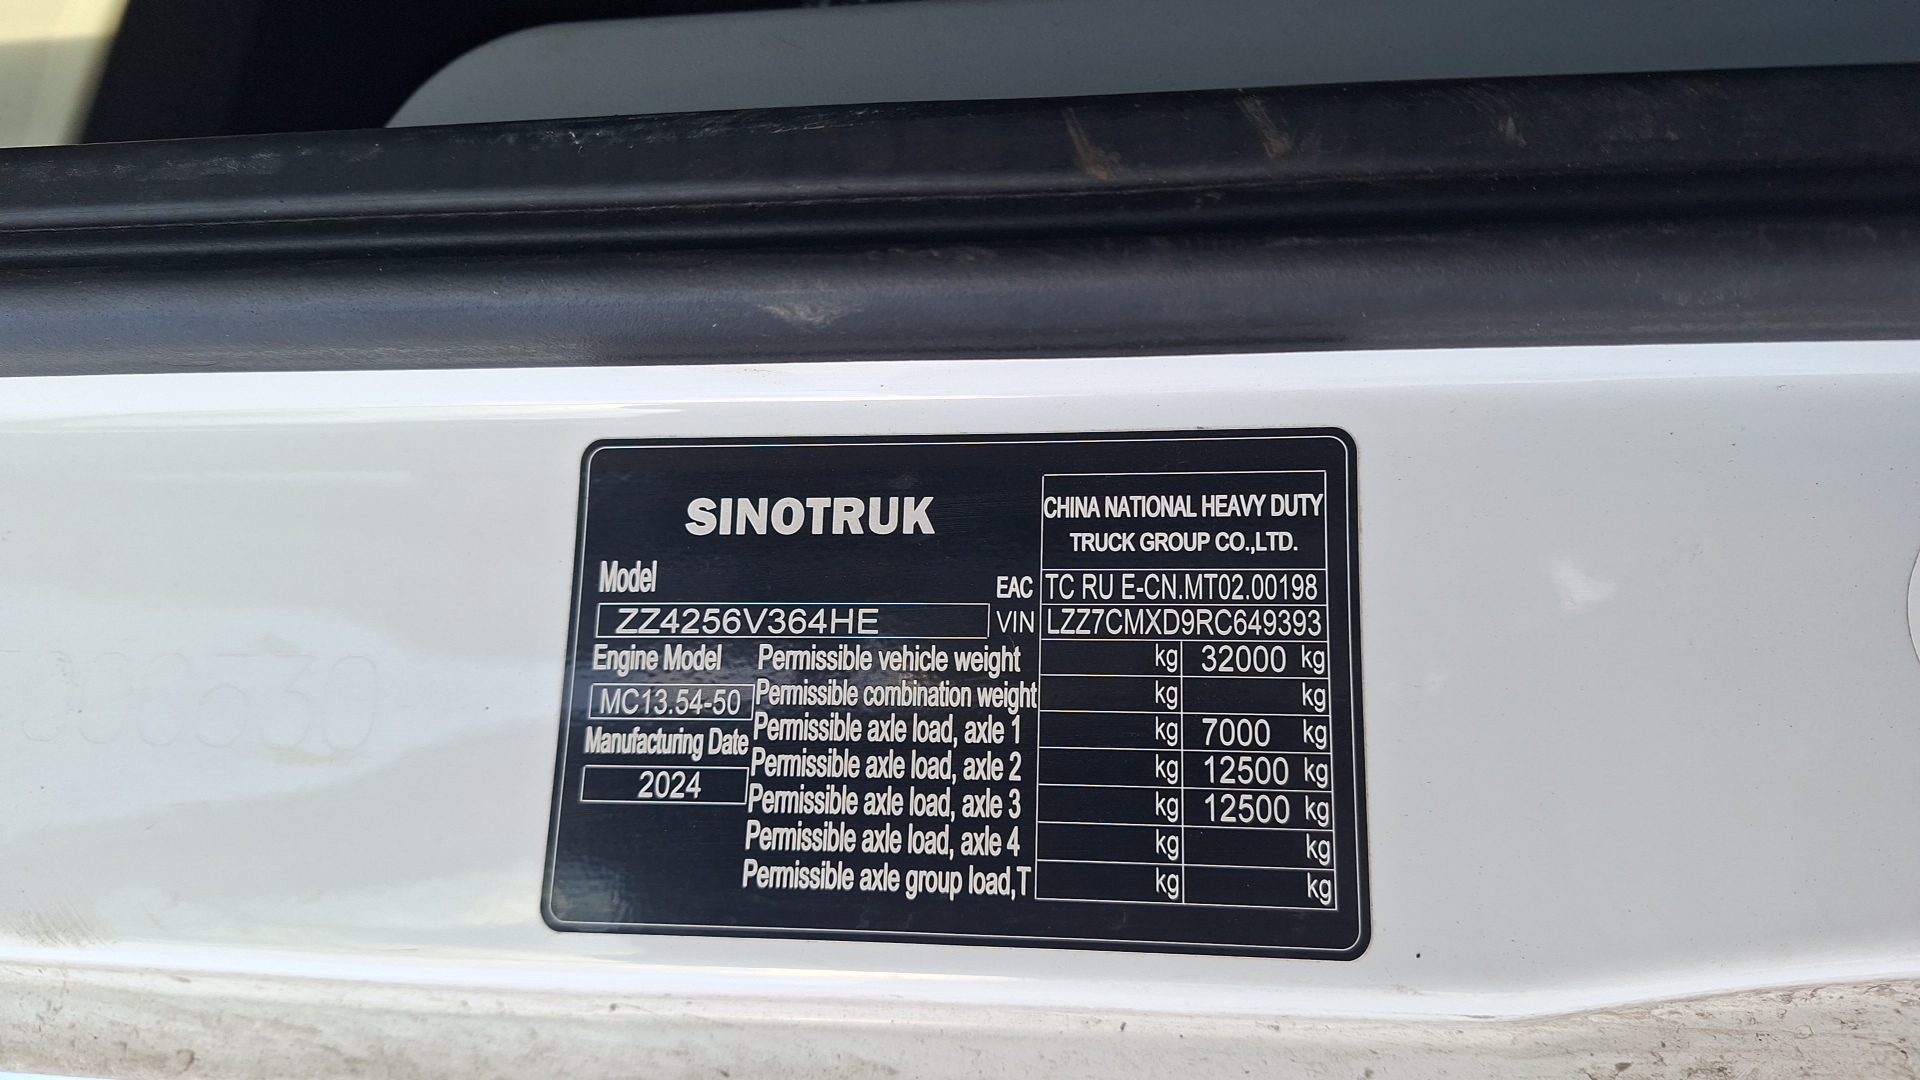 SINOTRUK
CHINA NATIONAL HEAVY DUTY
TRUCK GROUP CO.,LTD.
Model
EAC TC RU E-CN.MT02.00198
ZZ4256V364HE VIN LZZ7CMXD9RC649393
Engine Model Permissible vehicle weight kg 32000 kg
MC13.54-50 Permissible combination weight kg kg
Permissible axle load, axle 1 kg 7000 kg
Manufacturing Date Permissible axle load, axle 2 kg 12500 kg
2024 Permissible axle load, axle 3 kg 12500 kg
Permissible axle load, axle 4 kg kg
Permissible axle group load,T kg kg